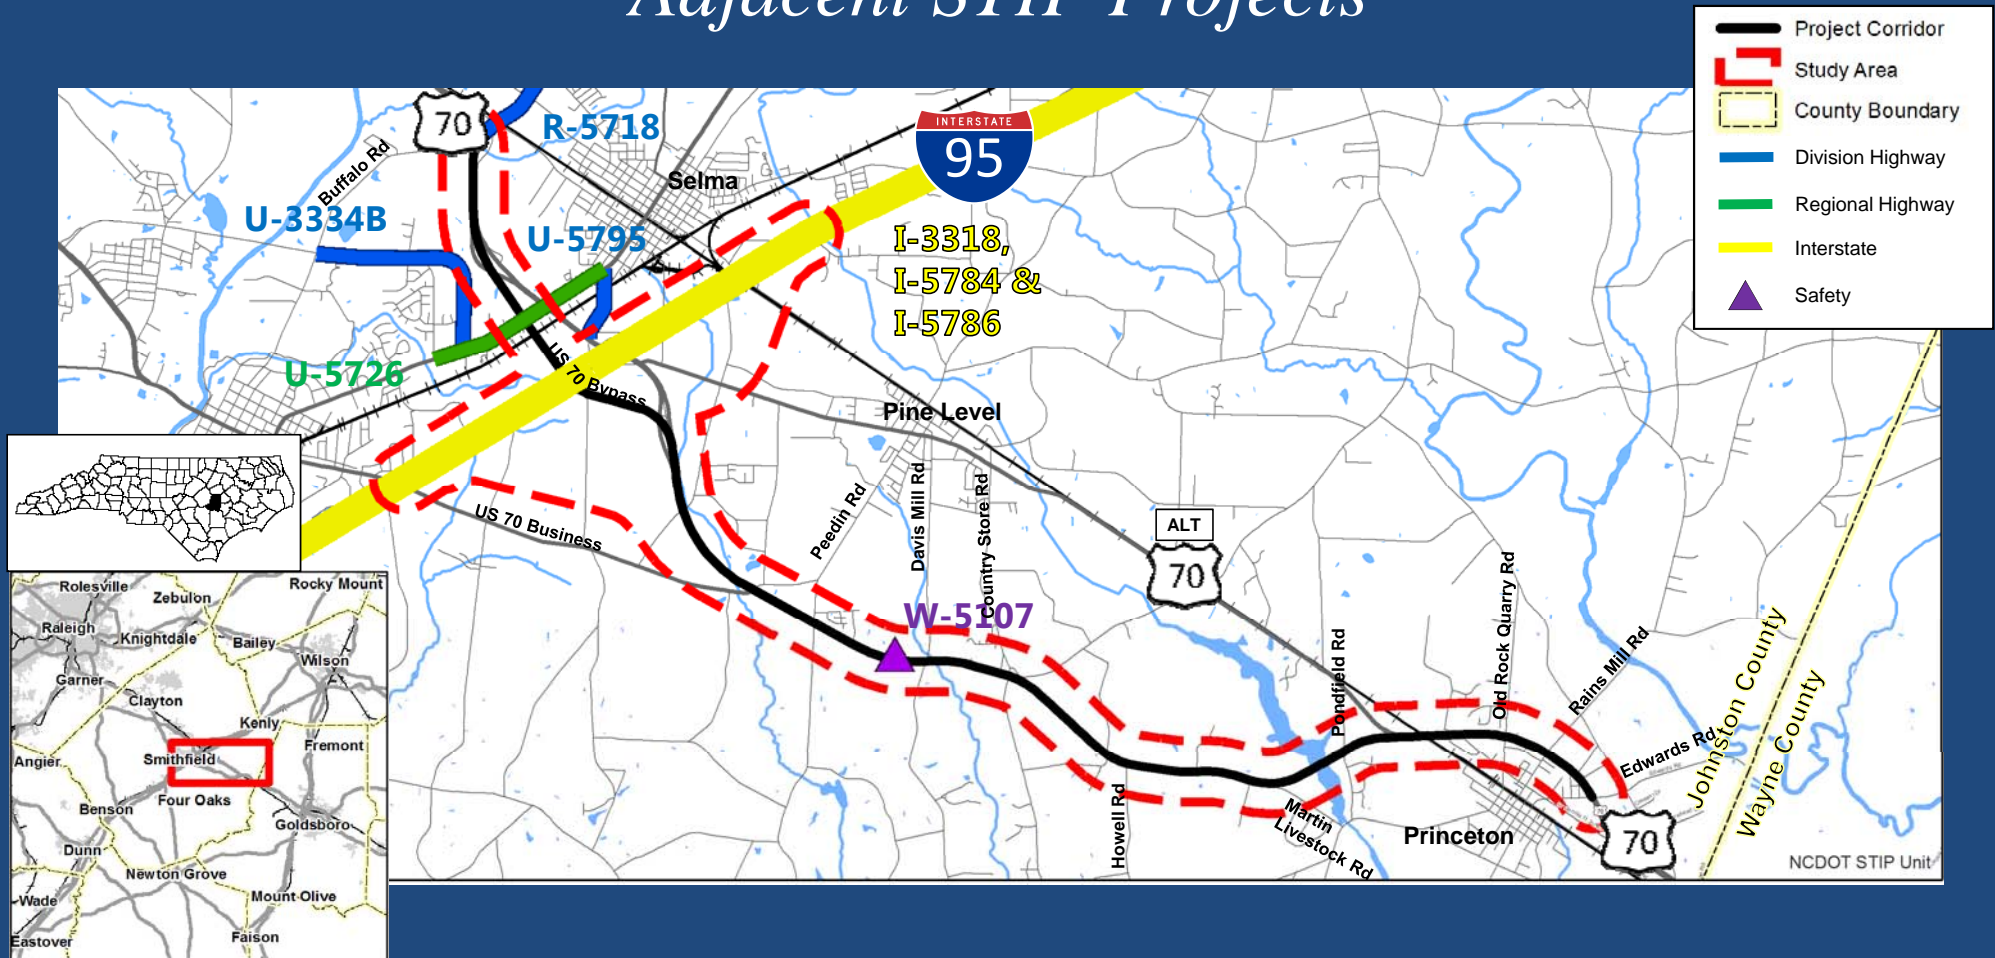 Adjacent STIP Projects
Project Corridor
Study Area
County Boundary
Division Highway
Regional Highway
Interstate
Safety
70
R-5718
Buffalo Rd
Selma
INTERSTATE
95
U-3334B
U-5795
I-3318,
I-5784 &
I-5786
U-5726
US 70 Bypass
Pine Level
US 70 Business
Peedin Rd
Davis Mill Rd
Country Store Rd
ALT
70
W-5107
Pondfield Rd
Old Rock Quarry Rd
Rains Mill Rd
Edwards Rd
Johnston County
Wayne County
Howell Rd
Martin
Livestock Rd
Princeton
70
NCDOT STIP Unit
Rolesville
Rocky Mount
Zebulon
Raleigh
Knightdale
Bailey
Wilson
Garner
Clayton
Kenly
Fremont
Angier
Smithfield
Four Oaks
Benson
Goldsboro
Dunn
Newton Grove
Mount Olive
Wade
Faison
Eastover